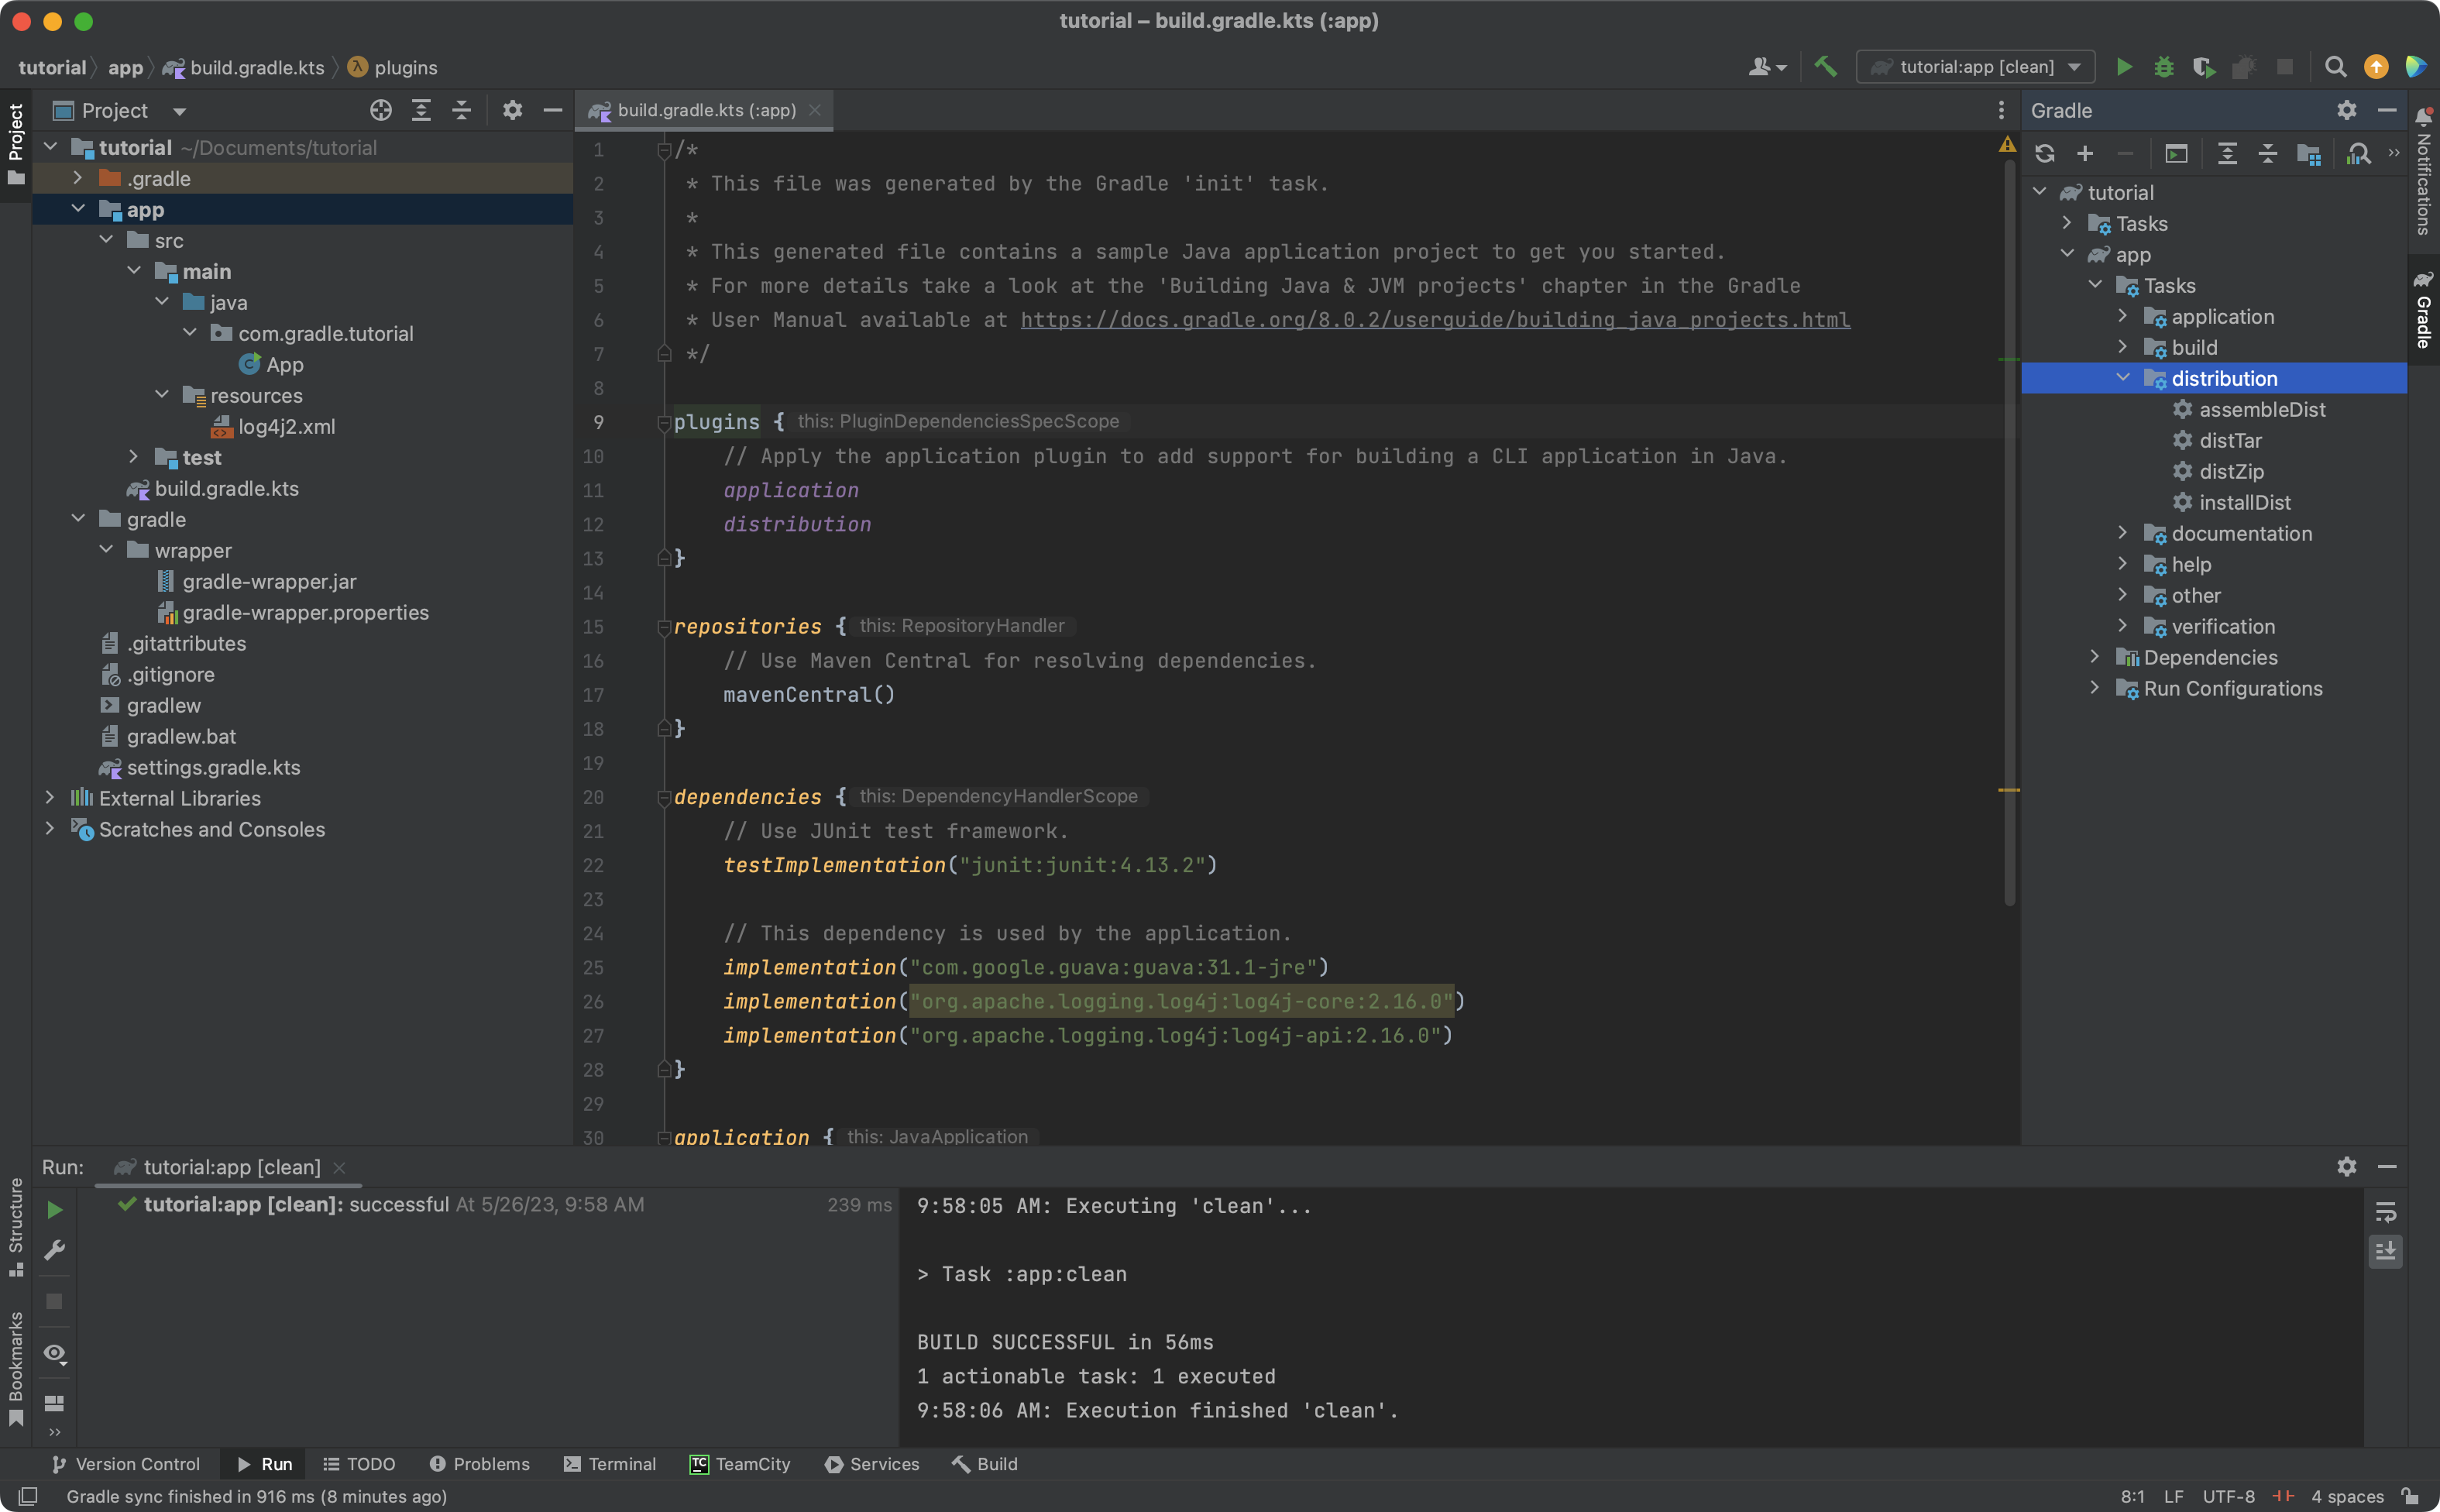 tutorial – build.gradle.kts (:app)
tutorial app build.gradle.kts λ plugins
tutorial:app [clean]
Project
Project
tutorial ~/Documents/tutorial
.gradle
app
src
main
java
com.gradle.tutorial
C App
resources
log4j2.xml
test
build.gradle.kts
gradle
wrapper
gradle-wrapper.jar
gradle-wrapper.properties
.gitattributes
.gitignore
gradlew
gradlew.bat
settings.gradle.kts
External Libraries
Scratches and Consoles
Structure
Bookmarks
build.gradle.kts (:app)
1 /*
2 * This file was generated by the Gradle 'init' task.
3 *
4 * This generated file contains a sample Java application project to get you started.
5 * For more details take a look at the 'Building Java & JVM projects' chapter in the Gradle
6 * User Manual available at https://docs.gradle.org/8.0.2/userguide/building_java_projects.html
7 */
8
9 plugins { this: PluginDependenciesSpecScope
10 // Apply the application plugin to add support for building a CLI application in Java.
11 application
12 distribution
13 }
14
15 repositories { this: RepositoryHandler
16 // Use Maven Central for resolving dependencies.
17 mavenCentral()
18 }
19
20 dependencies { this: DependencyHandlerScope
21 // Use JUnit test framework.
22 testImplementation("junit:junit:4.13.2")
23
24 // This dependency is used by the application.
25 implementation("com.google.guava:guava:31.1-jre")
26 implementation("org.apache.logging.log4j:log4j-core:2.16.0")
27 implementation("org.apache.logging.log4j:log4j-api:2.16.0")
28 }
29
30 application { this: JavaApplication
Gradle
tutorial
Tasks
app
Tasks
application
build
distribution
assembleDist
distTar
distZip
installDist
documentation
help
other
verification
Dependencies
Run Configurations
Notifications
Gradle
Run: tutorial:app [clean]
tutorial:app [clean]: successful At 5/26/23, 9:58 AM 239 ms
9:58:05 AM: Executing 'clean'...
> Task :app:clean
BUILD SUCCESSFUL in 56ms
1 actionable task: 1 executed
9:58:06 AM: Execution finished 'clean'.
Version Control Run TODO Problems Terminal TC TeamCity Services Build
Gradle sync finished in 916 ms (8 minutes ago) 8:1 LF UTF-8 4 spaces